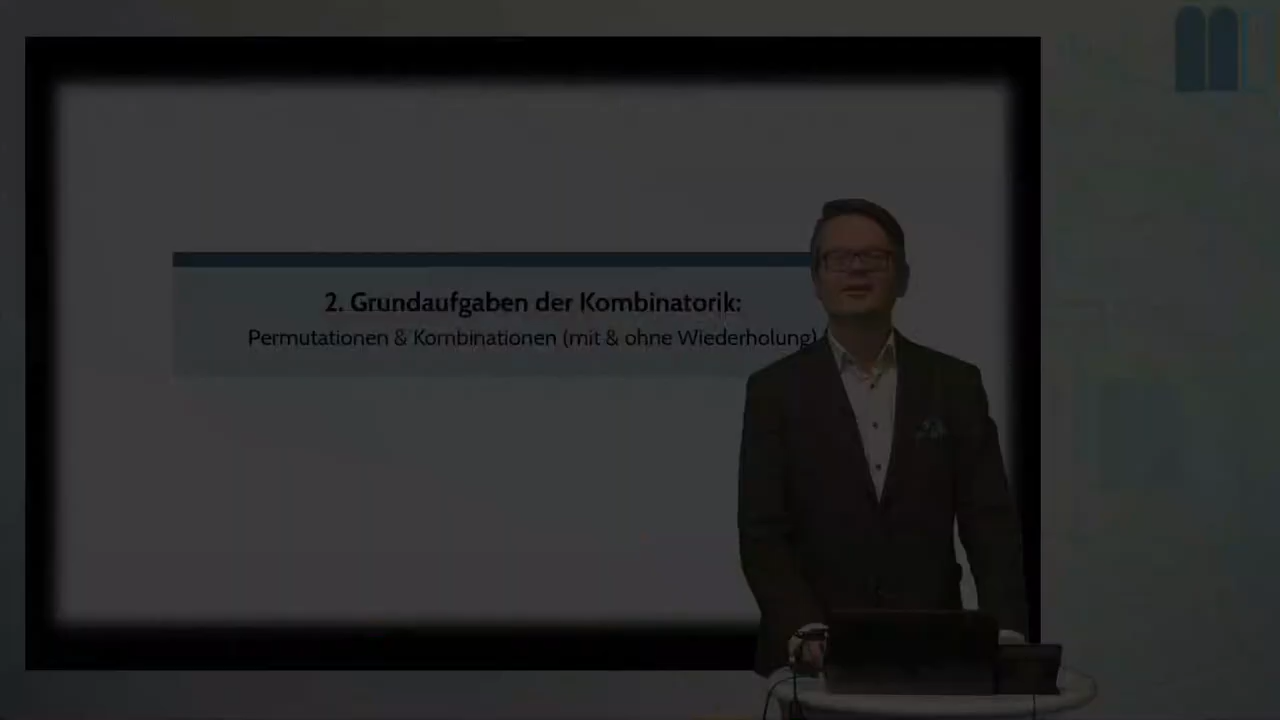 2. Grundaufgaben der Kombinatorik:
Permutationen & Kombinationen (mit & ohne Wiederholung)